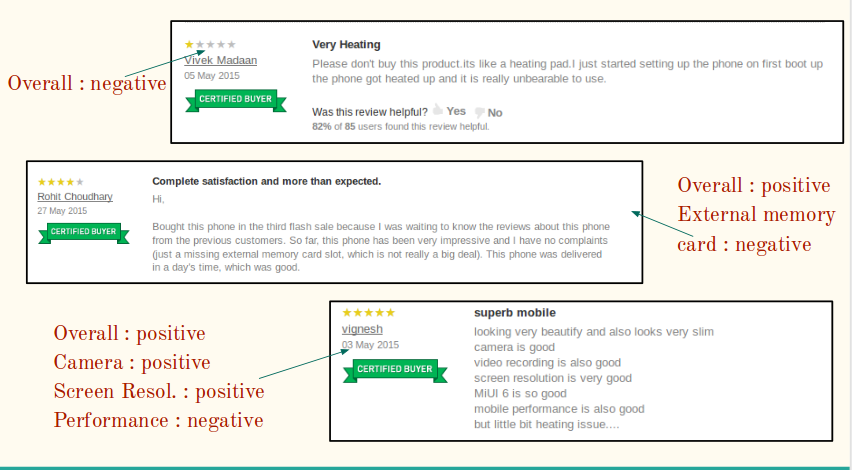 Very Heating
Vivek Madaan
05 May 2015
CERTIFIED BUYER
Please don't buy this product.its like a heating pad.I just started setting up the phone on first boot up
the phone got heated up and it is really unbearable to use.
Was this review helpful? Yes No
82% of 85 users found this review helpful.
Overall : negative
Complete satisfaction and more than expected.
Rohit Choudhary
27 May 2015
CERTIFIED BUYER
Hi,
Bought this phone in the third flash sale because I was waiting to know the reviews about this phone
from the previous customers. So far, this phone has been very impressive and I have no complaints
(just a missing external memory card slot, which is not really a big deal). This phone was delivered
in a day's time, which was good.
Overall : positive
External memory
card : negative
superb mobile
vignesh
03 May 2015
CERTIFIED BUYER
looking very beautify and also looks very slim
camera is good
video recording is also good
screen resolution is very good
MiUI 6 is so good
mobile performance is also good
but little bit heating issue....
Overall : positive
Camera : positive
Screen Resol. : positive
Performance : negative